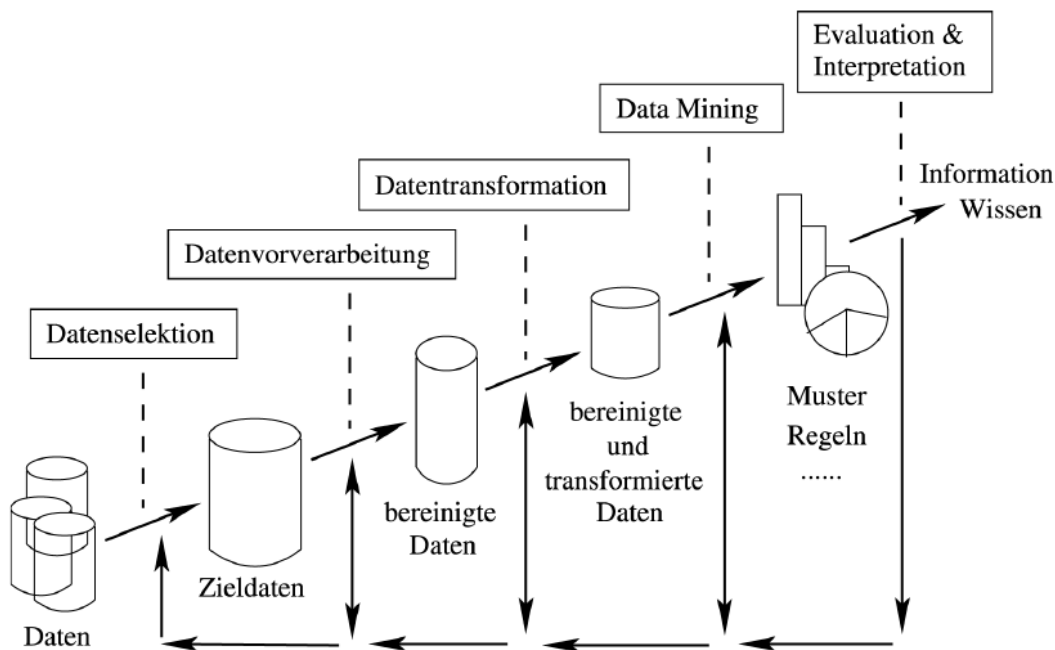 Evaluation &
Interpretation
Data Mining
Datentransformation
Information
Wissen
Datenvorverarbeitung
Datenselektion
Muster
Regeln
......
bereinigte
und
transformierte
Daten
bereinigte
Daten
Zieldaten
Daten